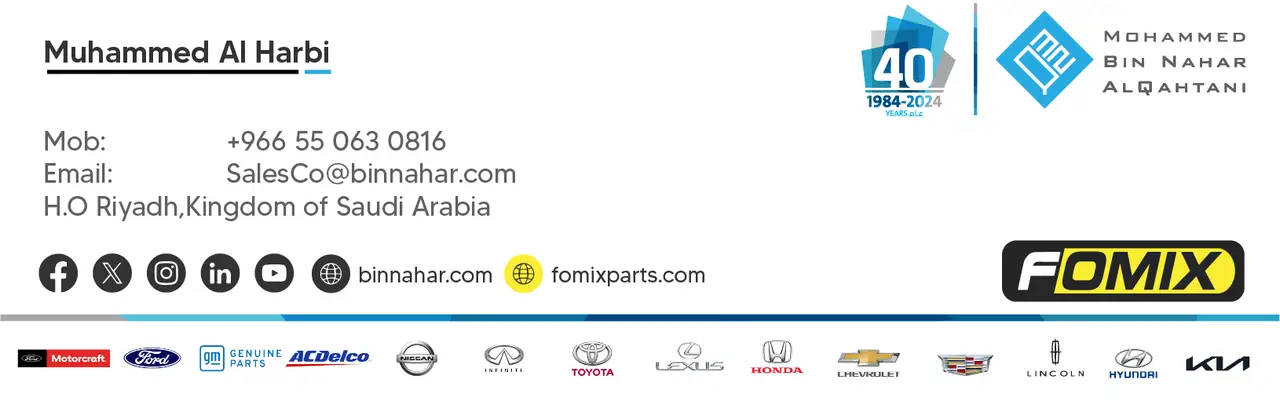 Muhammed Al Harbi
40
1984-2024
YEARS عام
MOHAMMED
BIN NAHAR
ALQAHTANI
Mob: +966 55 063 0816
Email: SalesCo@binnahar.com
H.O Riyadh,Kingdom of Saudi Arabia
binnahar.com fomixparts.com
FOMIX
Ford Motorcraft
Ford
gm GENUINE PARTS
ACDelco
NISSAN
INFINITI
TOYOTA
LEXUS
HONDA
CHEVROLET
LINCOLN
HYUNDAI
KIA